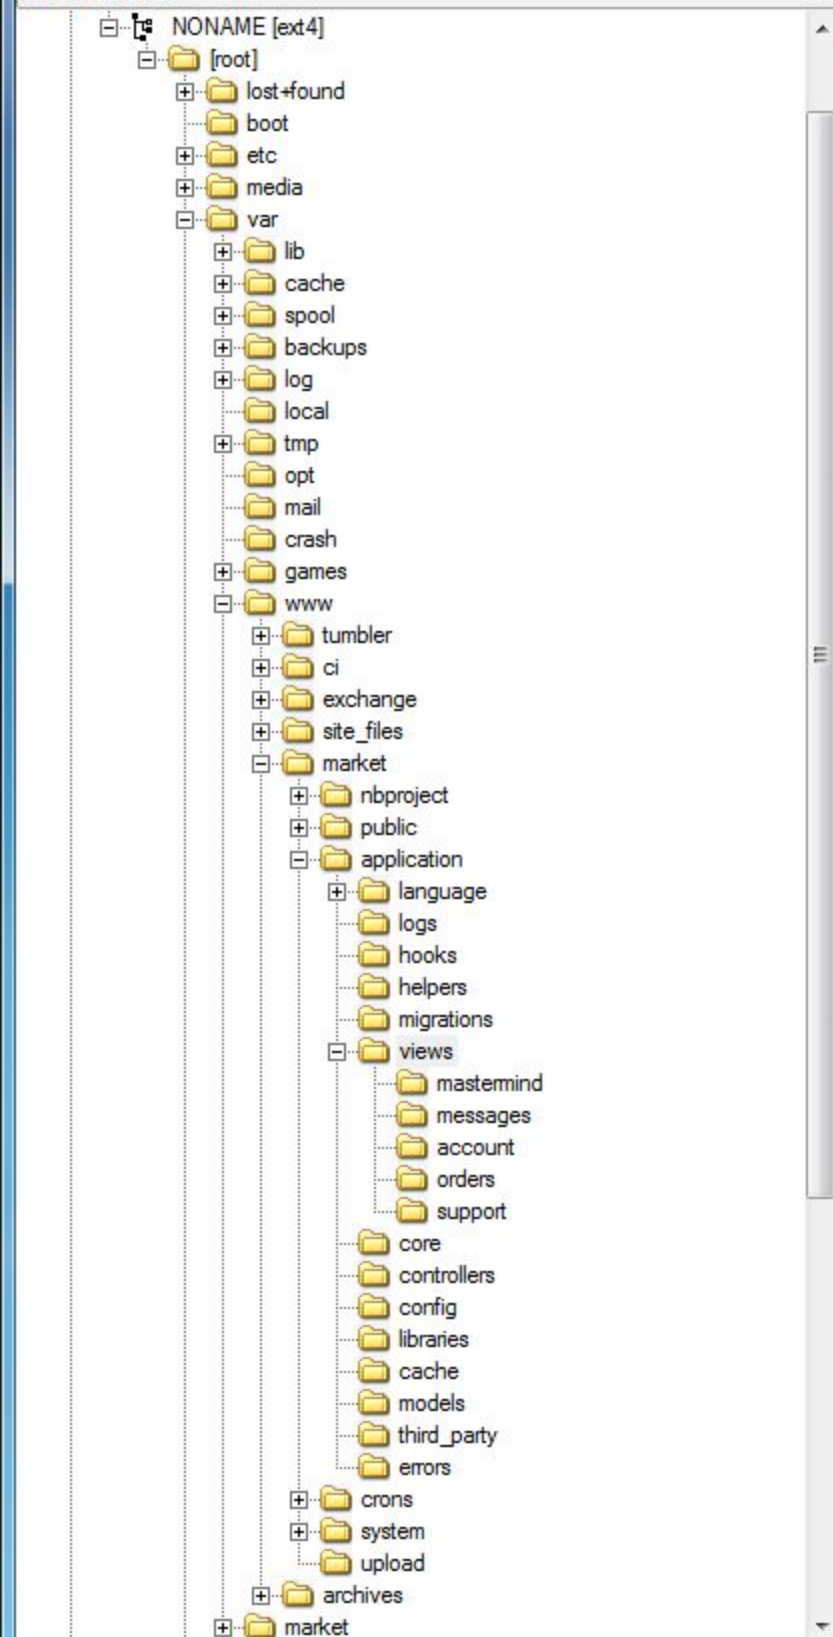 NONAME [ext4]
[root]
lost+found
boot
etc
media
var
lib
cache
spool
backups
log
local
tmp
opt
mail
crash
games
www
tumbler
ci
exchange
site_files
market
nbproject
public
application
language
logs
hooks
helpers
migrations
views
mastermind
messages
account
orders
support
core
controllers
config
libraries
cache
models
third_party
errors
crons
system
upload
archives
market